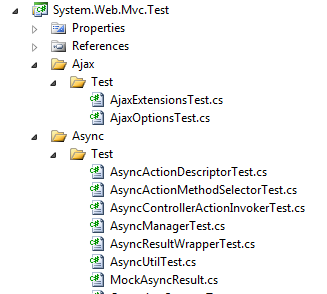 System.Web.Mvc.Test
Properties
References
Ajax
Test
AjaxExtensionsTest.cs
AjaxOptionsTest.cs
Async
Test
AsyncActionDescriptorTest.cs
AsyncActionMethodSelectorTest.cs
AsyncControllerActionInvokerTest.cs
AsyncManagerTest.cs
AsyncResultWrapperTest.cs
AsyncUtilTest.cs
MockAsyncResult.cs